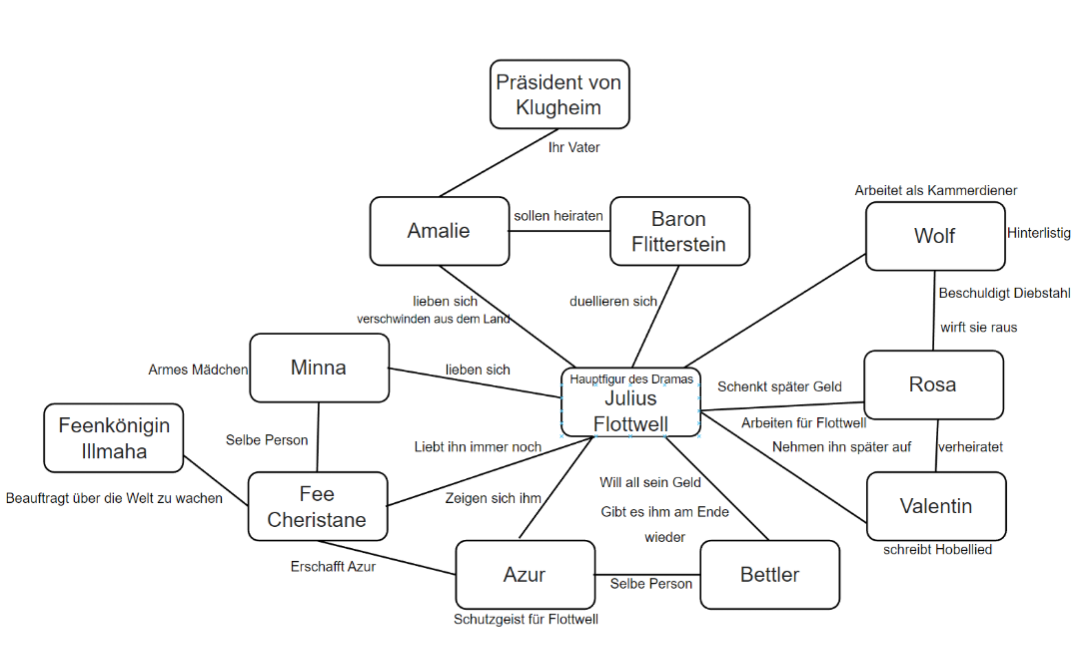 Präsident von
Klugheim
Ihr Vater
Arbeitet als Kammerdiener
Amalie
sollen heiraten
Baron
Flitterstein
Wolf
Hinterlistig
lieben sich
verschwinden aus dem Land
duellieren sich
Beschuldigt Diebstahl
wirft sie raus
Armes Mädchen
Minna
lieben sich
Hauptfigur des Dramas
Julius
Flottwell
Schenkt später Geld
Rosa
Arbeiten für Flottwell
Nehmen ihn später auf
verheiratet
Feenkönigin
Illmaha
Selbe Person
Liebt ihn immer noch
Beauftragt über die Welt zu wachen
Fee
Cheristane
Zeigen sich ihm
Will all sein Geld
Gibt es ihm am Ende
wieder
Valentin
schreibt Hobellied
Erschafft Azur
Azur
Selbe Person
Bettler
Schutzgeist für Flottwell